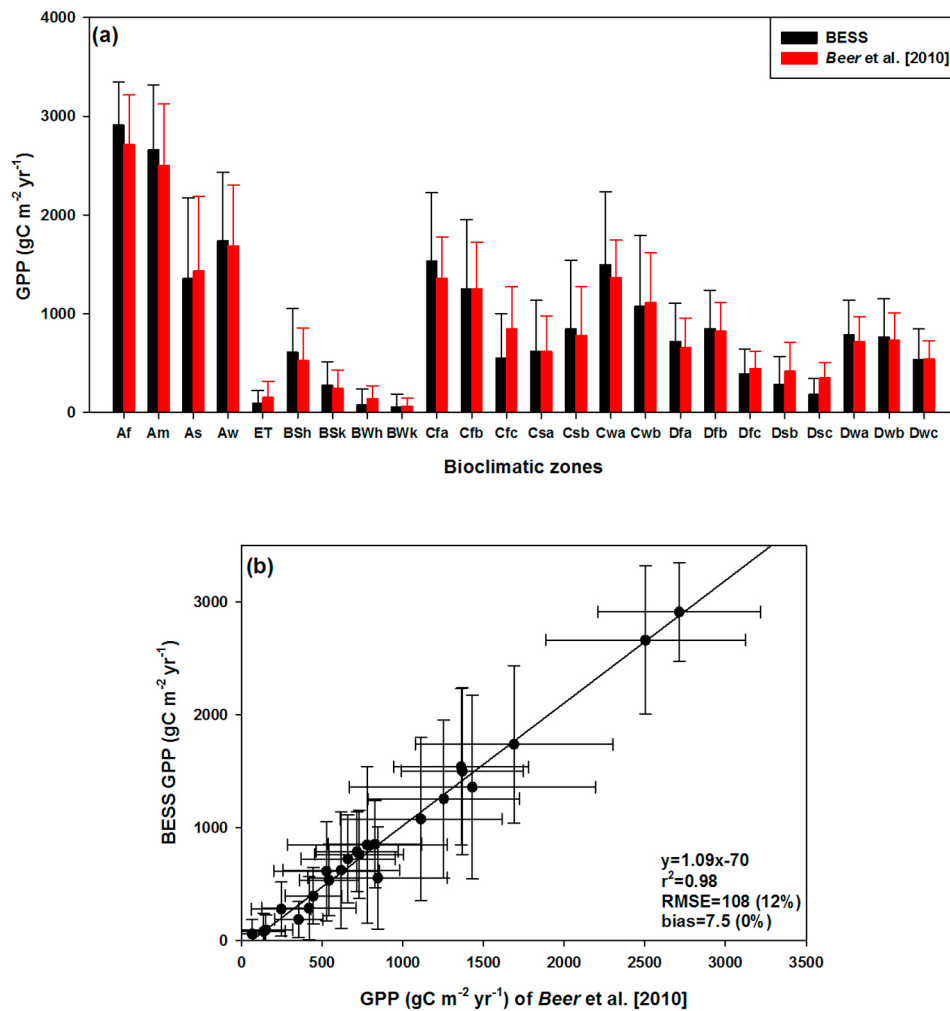 (a)
BESS
Beer et al. [2010]
GPP (gC m⁻² yr⁻¹)
4000
3000
2000
1000
0
Af Am As Aw ET BSh BSk BWh BWk Cfa Cfb Cfc Csa Csb Cwa Cwb Dfa Dfb Dfc Dsb Dsc Dwa Dwb Dwc
Bioclimatic zones
(b)
BESS GPP (gC m⁻² yr⁻¹)
3000
2000
1000
0
y=1.09x-70
r²=0.98
RMSE=108 (12%)
bias=7.5 (0%)
0 500 1000 1500 2000 2500 3000 3500
GPP (gC m⁻² yr⁻¹) of Beer et al. [2010]